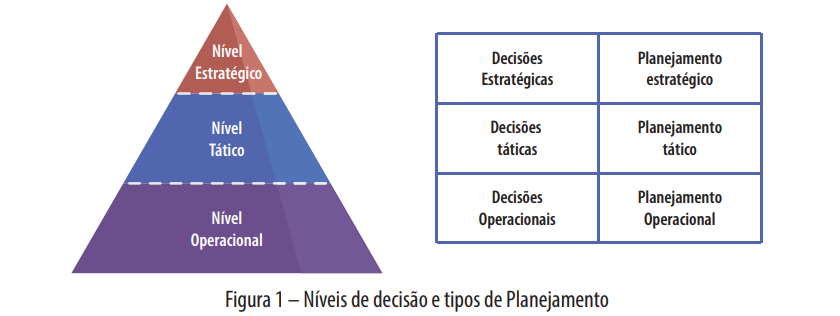 Nível
Estratégico
Nível
Tático
Nível
Operacional
Decisões
Estratégicas
Planejamento
estratégico
Decisões
táticas
Planejamento
tático
Decisões
Operacionais
Planejamento
Operacional
Figura 1 – Níveis de decisão e tipos de Planejamento